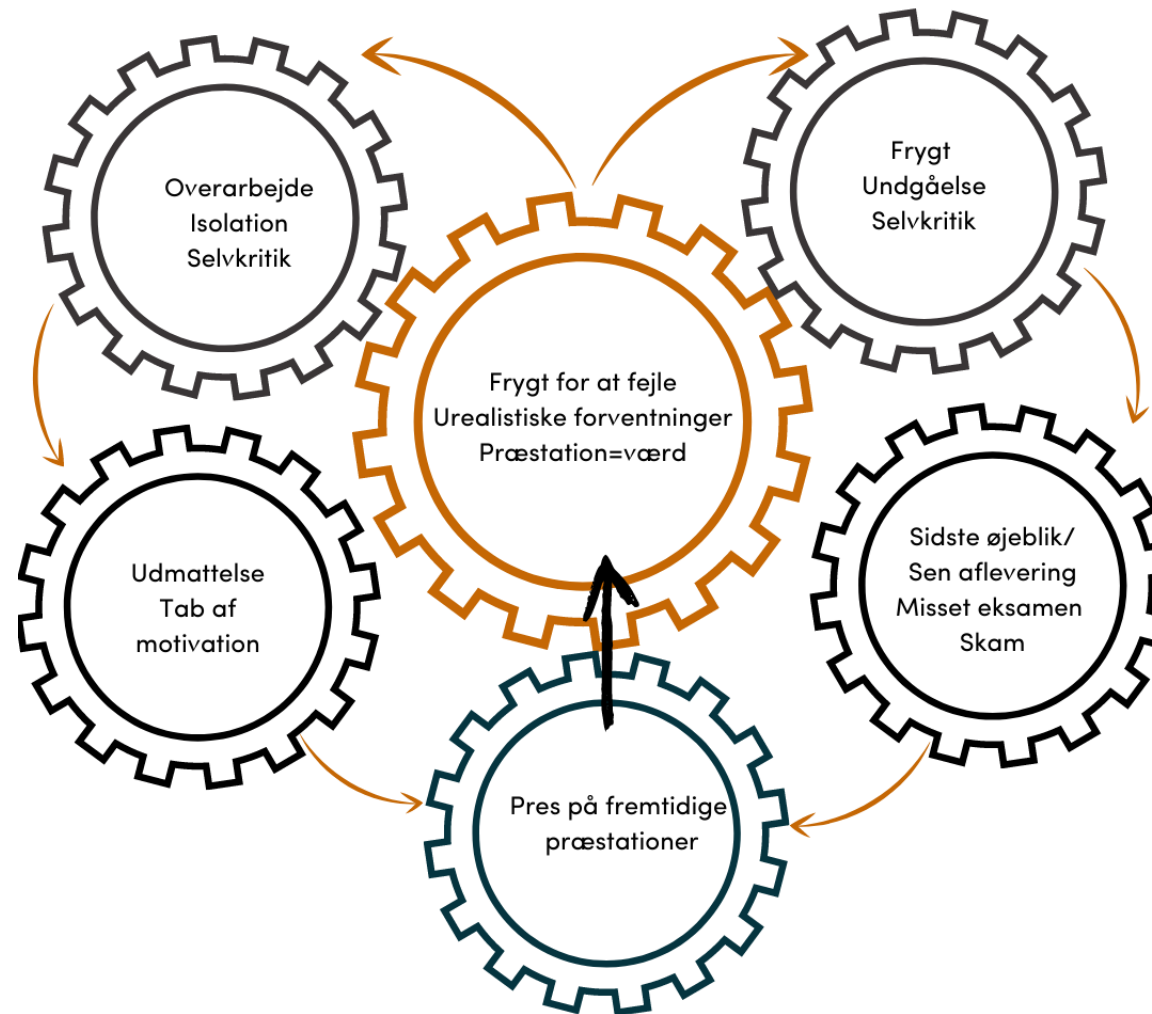 Overarbejde
Isolation
Selvkritik
Frygt
Undgåelse
Selvkritik
Frygt for at fejle
Urealistiske forventninger
Præstation=værd
Udmattelse
Tab af
motivation
Sidste øjeblik/
Sen aflevering
Misset eksamen
Skam
Pres på fremtidige
præstationer